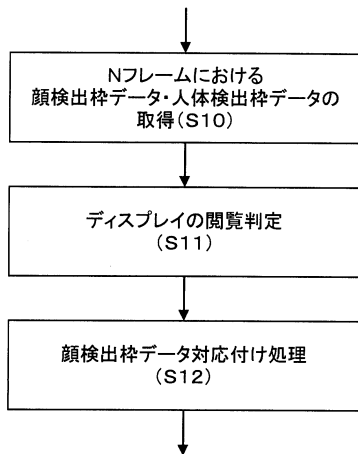 Nフレームにおける
顔検出枠データ・人体検出枠データの
取得(S10)
ディスプレイの閲覧判定
(S11)
顔検出枠データ対応付け処理
(S12)